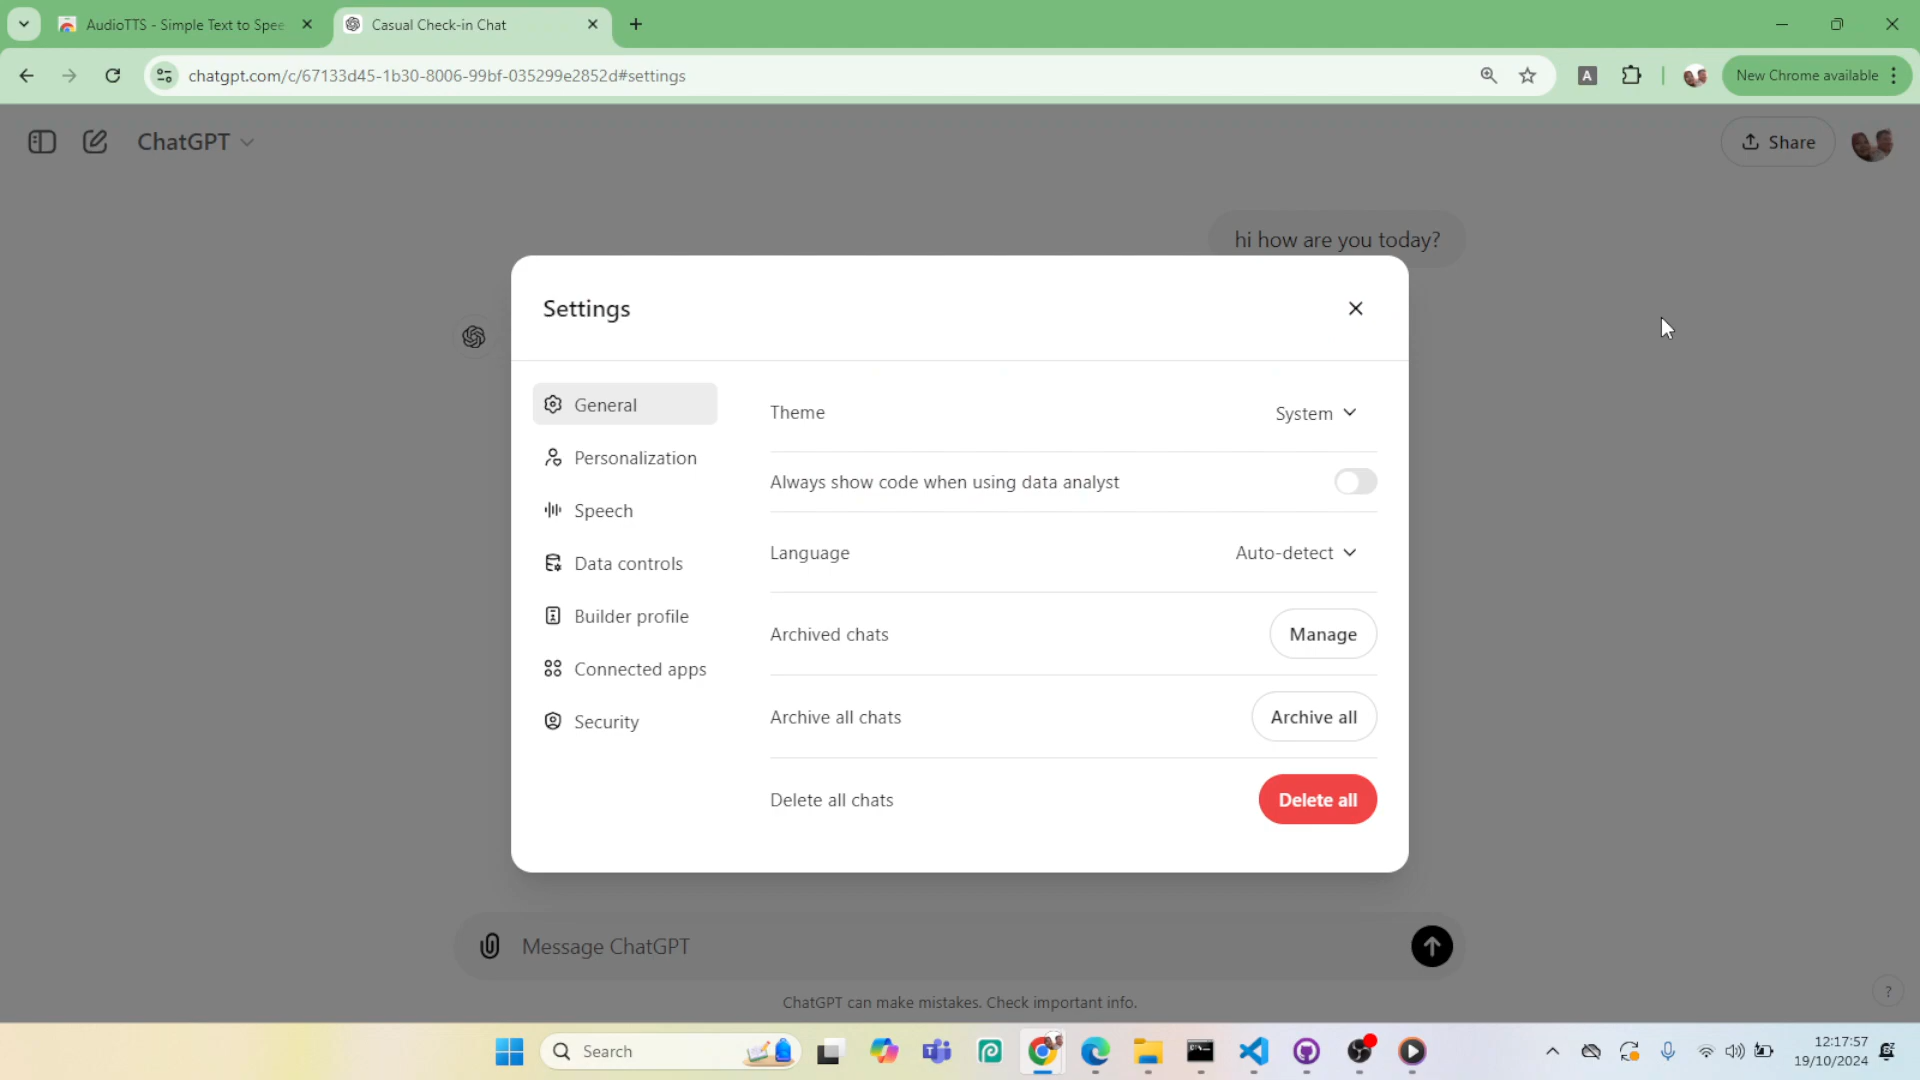 AudioTTS - Simple Text to Spee
Casual Check-in Chat
chatgpt.com/c/67133d45-1b30-8006-99bf-035299e2852d#settings
A
New Chrome available
ChatGPT
Share
hi how are you today?
Settings
General
Theme
System
Personalization
Always show code when using data analyst
Speech
Language
Auto-detect
Data controls
Builder profile
Archived chats
Manage
Connected apps
Archive all chats
Archive all
Security
Delete all chats
Delete all
Message ChatGPT
ChatGPT can make mistakes. Check important info.
?
Search
12:17:57
19/10/2024